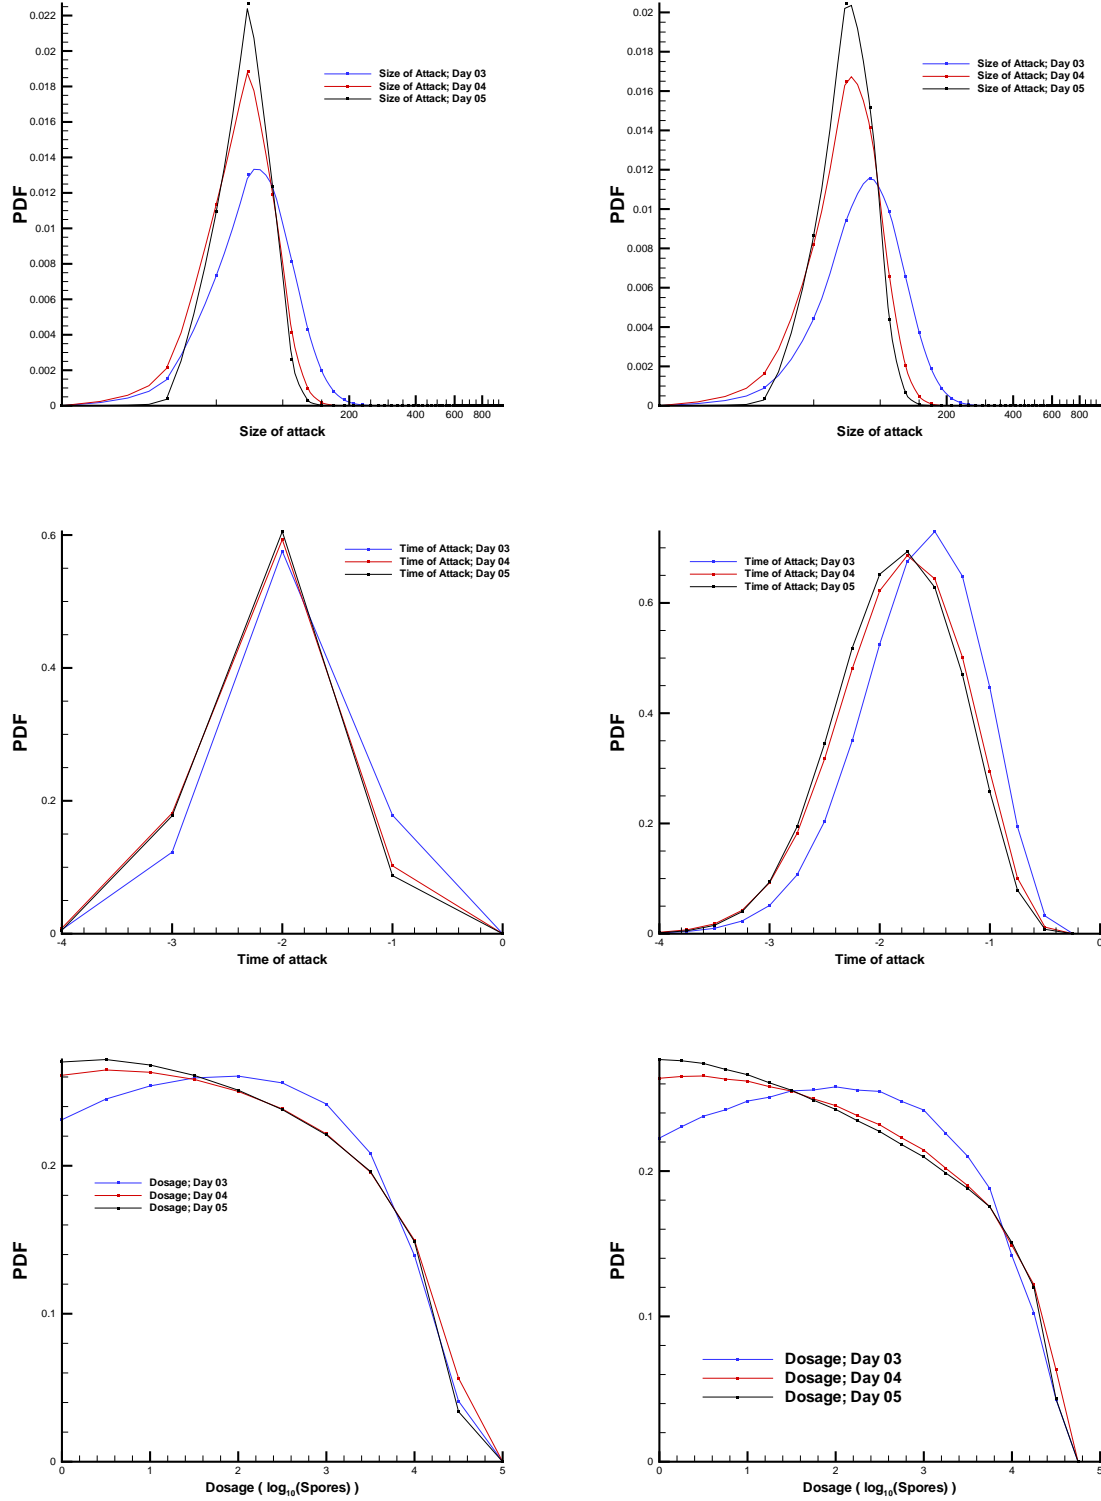 0.022
0.02
0.018
0.016
0.014
0.012
0.01
0.008
0.006
0.004
0.002
0
PDF
Size of Attack; Day 03
Size of Attack; Day 04
Size of Attack; Day 05
200 400 600 800
Size of attack
0.02
0.018
0.016
0.014
0.012
0.01
0.008
0.006
0.004
0.002
0
PDF
Size of Attack; Day 03
Size of Attack; Day 04
Size of Attack; Day 05
200 400 600 800
Size of attack
0.6
0.4
0.2
0
PDF
Time of Attack; Day 03
Time of Attack; Day 04
Time of Attack; Day 05
-4 -3 -2 -1 0
Time of attack
0.6
0.4
0.2
0
PDF
Time of Attack; Day 03
Time of Attack; Day 04
Time of Attack; Day 05
-4 -3 -2 -1 0
Time of attack
0.2
0.1
0
PDF
Dosage; Day 03
Dosage; Day 04
Dosage; Day 05
0 1 2 3 4 5
Dosage ( log10(Spores) )
0.2
0.1
0
PDF
Dosage; Day 03
Dosage; Day 04
Dosage; Day 05
0 1 2 3 4 5
Dosage ( log10(Spores) )